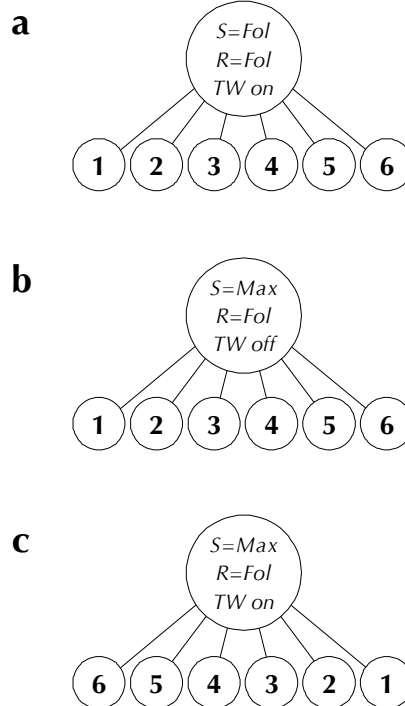 a
S=Fol
R=Fol
TW on
1 2 3 4 5 6
b
S=Max
R=Fol
TW off
1 2 3 4 5 6
c
S=Max
R=Fol
TW on
6 5 4 3 2 1